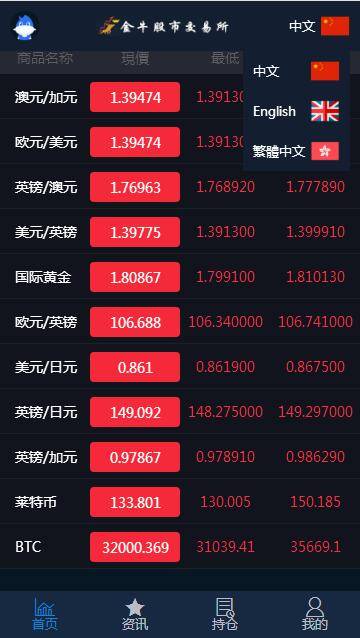 金牛股市交易所 中文
商品名称 現價 最低
中文
English
繁體中文
澳元/加元 1.39474 1.39130
欧元/美元 1.39474 1.39130
英镑/澳元 1.76963 1.768920 1.777890
美元/英镑 1.39775 1.391300 1.399910
国际黄金 1.80867 1.799100 1.810130
欧元/英镑 106.688 106.340000 106.741000
美元/日元 0.861 0.861900 0.867500
英镑/日元 149.092 148.275000 149.297000
英镑/加元 0.97867 0.978910 0.986290
莱特币 133.801 130.005 150.185
BTC 32000.369 31039.41 35669.1
首页 资讯 持仓 我的